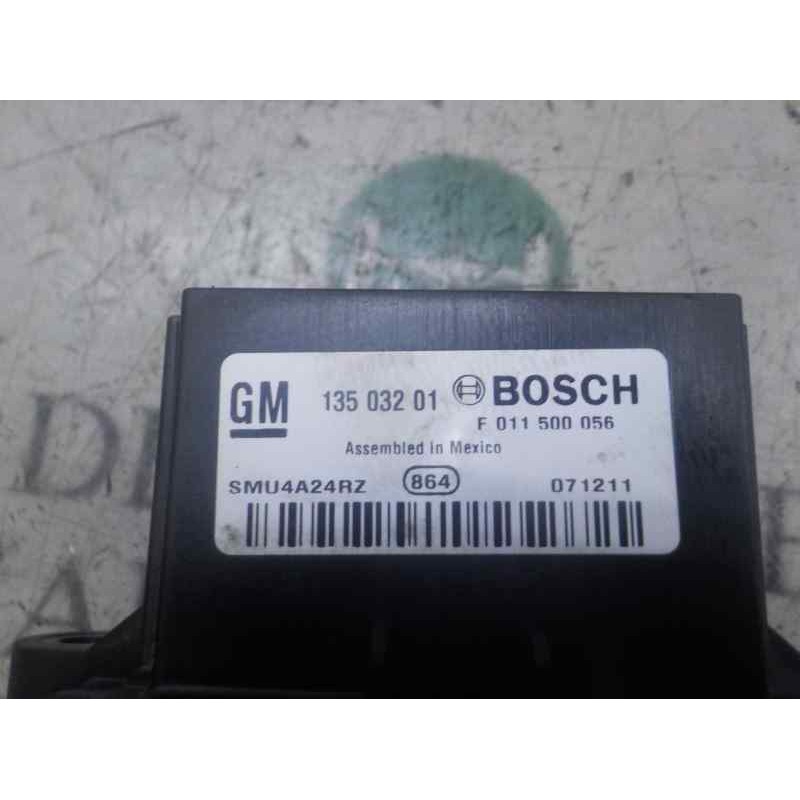 GM 135 032 01 BOSCH
F 011 500 056
Assembled in Mexico
SMU4A24RZ 864 071211